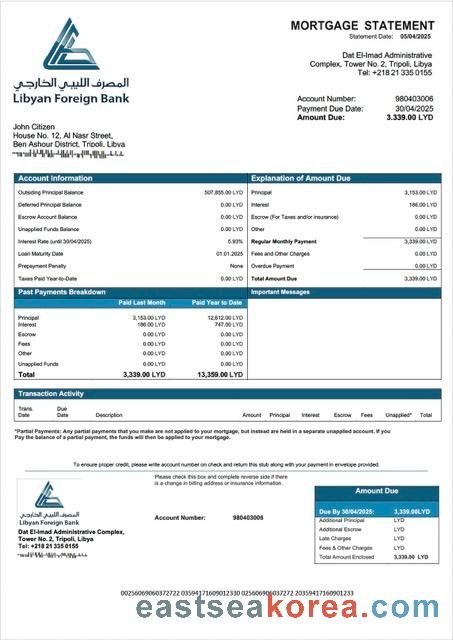 MORTGAGE STATEMENT
Statement Date: 05/04/2025
Dat El-Imad Administrative
Complex, Tower No. 2, Tripoli, Libya
Tel: +218 21 335 0155
المصرف الليبي الخارجي
Libyan Foreign Bank
Account Number: 980403006
Payment Due Date: 30/04/2025
Amount Due: 3.339.00 LYD
John Citizen
House No. 12, Al Nasr Street,
Ben Ashour District, Tripoli, Libya
Account Information
Outsiding Principal Balance 507,855.00 LYD
Deferred Principal Balance 0.00 LYD
Escrow Account Balance 0.00 LYD
Unapplied Funds Balance 0.00 LYD
Interest Rate (until 30/04/2025) 5.93%
Loan Maturity Date 01.01.2025
Prepayment Penalty None
Taxes Paid Year-to-Date 0.00 LYD
Explanation of Amount Due
Principal 3,153.00 LYD
Interest 186.00 LYD
Escrow (For Taxes and/or insurance) 0.00 LYD
Other 0.00 LYD
Regular Monthly Payment 3,339.00 LYD
Fees and Other Charges 0.00 LYD
Overdue Payment 0.00 LYD
Total Amount Due 3,339.00 LYD
Past Payments Breakdown
Paid Last Month Paid Year to Date
Principal 3,153.00 LYD 12,612.00 LYD
Interest 186.00 LYD 747.00 LYD
Escrow 0.00 LYD 0.00 LYD
Fees 0.00 LYD 0.00 LYD
Other 0.00 LYD 0.00 LYD
Unapplied Funds 0.00 LYD 0.00 LYD
Total 3,339.00 LYD 13,359.00 LYD
Important Messages
Transaction Activity
Trans. Date Due Date Description Amount Principal Interest Escrow Fees Unapplied* Total
*Partial Payments: Any partial payments that you make are not applied to your mortgage, but instead are held in a separate unapplied account. If you
Pay the balance of a partial payment, the funds will then be applied to your mortgage.
To ensure proper credit, please write account number on check and return this stub along with your payment in envelope provided.
Please check this box and complete reverse side if there
is a change in billing address or insurance information.
المصرف الليبي الخارجي
Libyan Foreign Bank
Dat El-Imad Administrative Complex,
Tower No. 2, Tripoli, Libya
Tel: +218 21 335 0155
Account Number: 980403006
Amount Due
Due By 30/04/2025: 3,339.00LYD
Additional Principal LYD
Additional Escrow LYD
Late Charges LYD
Fees & Other Charges LYD
Total Amount Enclosed 3,339.00 LYD
00256069060372722 03594171609012330 02560690603722 20359417160901233
eastseakorea.com